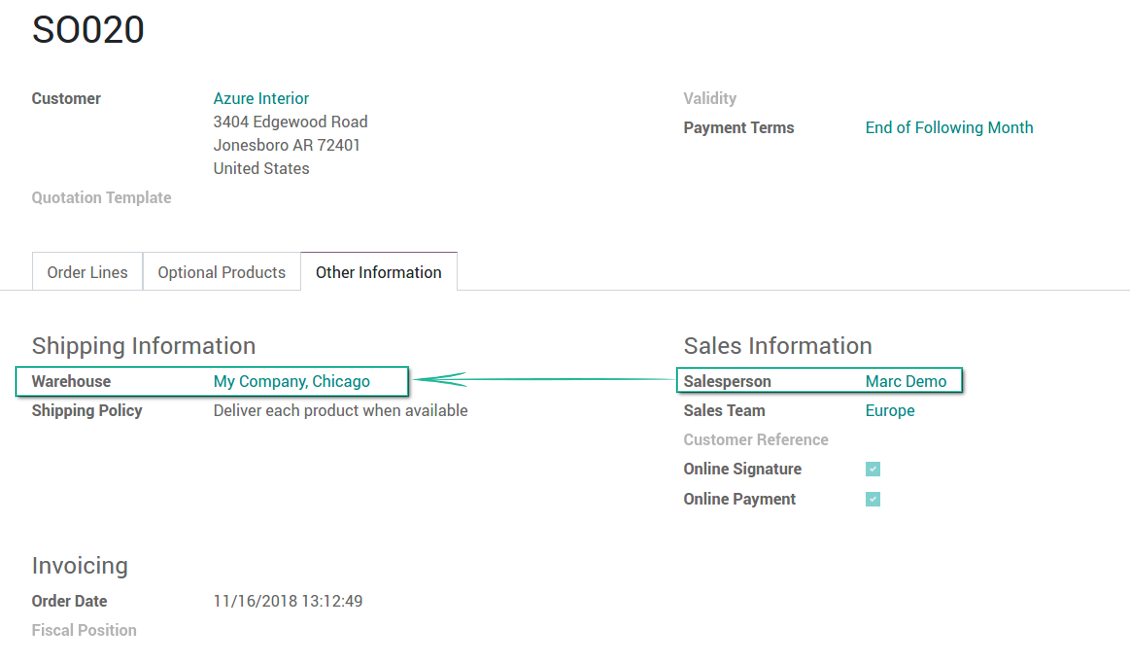 SO020
Customer Azure Interior
3404 Edgewood Road
Jonesboro AR 72401
United States
Quotation Template
Validity
Payment Terms End of Following Month
Order Lines Optional Products Other Information
Shipping Information
Warehouse My Company, Chicago
Shipping Policy Deliver each product when available
Sales Information
Salesperson Marc Demo
Sales Team Europe
Customer Reference
Online Signature
Online Payment
Invoicing
Order Date 11/16/2018 13:12:49
Fiscal Position